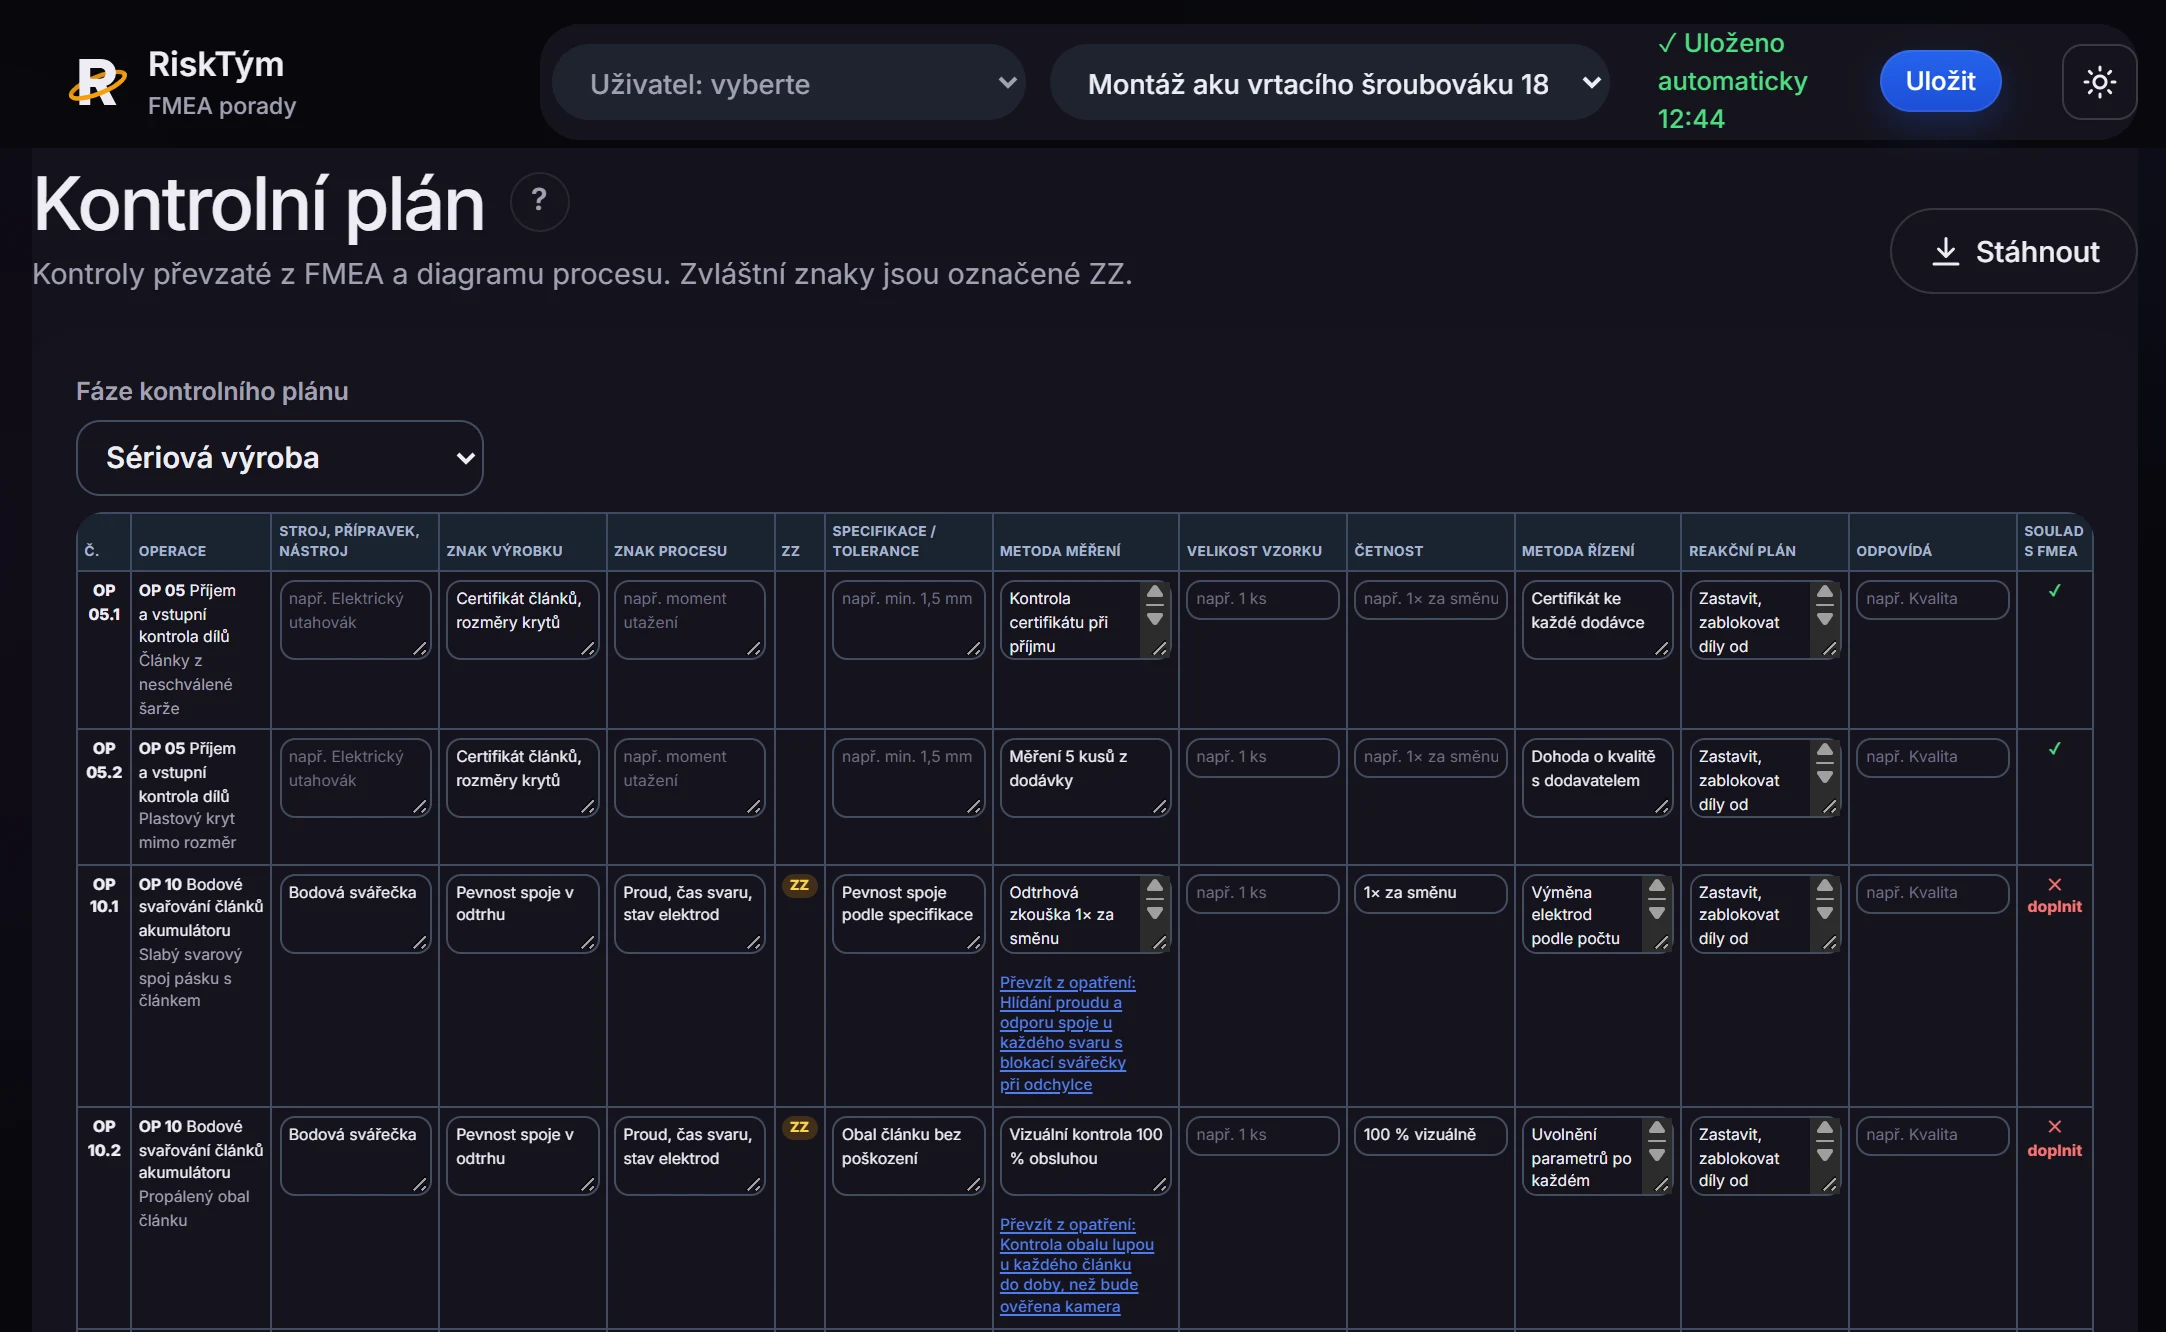 RiskTým
FMEA porady
Uživatel: vyberte
Montáž aku vrtacího šroubováku 18
✓ Uloženo
automaticky
12:44
Uložit
Kontrolní plán
?
Kontroly převzaté z FMEA a diagramu procesu. Zvláštní znaky jsou označené ZZ.
Stáhnout
Fáze kontrolního plánu
Sériová výroba
Č.
OPERACE
STROJ, PŘÍPRAVEK,
NÁSTROJ
ZNAK VÝROBKU
ZNAK PROCESU
ZZ
SPECIFIKACE /
TOLERANCE
METODA MĚŘENÍ
VELIKOST VZORKU
ČETNOST
METODA ŘÍZENÍ
REAKČNÍ PLÁN
ODPOVÍDÁ
SOULAD
S FMEA
OP
05.1
OP 05 Příjem
a vstupní
kontrola dílů
Články z
neschválené
šarže
např. Elektrický
utahovák
Certifikát článků,
rozměry krytů
např. moment
utažení
např. min. 1,5 mm
Kontrola
certifikátu při
příjmu
např. 1 ks
např. 1× za směnu
Certifikát ke
každé dodávce
Zastavit,
zablokovat
díly od
např. Kvalita
✓
OP
05.2
OP 05 Příjem
a vstupní
kontrola dílů
Plastový kryt
mimo rozměr
např. Elektrický
utahovák
Certifikát článků,
rozměry krytů
např. moment
utažení
např. min. 1,5 mm
Měření 5 kusů z
dodávky
např. 1 ks
např. 1× za směnu
Dohoda o kvalitě
s dodavatelem
Zastavit,
zablokovat
díly od
např. Kvalita
✓
OP
10.1
OP 10 Bodové
svařování článků
akumulátoru
Slabý svarový
spoj pásku s
článkem
Bodová svářečka
Pevnost spoje v
odtrhu
Proud, čas svaru,
stav elektrod
ZZ
Pevnost spoje
podle specifikace
Odtrhová
zkouška 1× za
směnu
Převzít z opatření:
Hlídání proudu a
odporu spoje u
každého svaru s
blokací svářečky
při odchylce
např. 1 ks
1× za směnu
Výměna
elektrod
podle počtu
Zastavit,
zablokovat
díly od
např. Kvalita
✕
doplnit
OP
10.2
OP 10 Bodové
svařování článků
akumulátoru
Propálený obal
článku
Bodová svářečka
Pevnost spoje v
odtrhu
Proud, čas svaru,
stav elektrod
ZZ
Obal článku bez
poškození
Vizuální kontrola 100
% obsluhou
Převzít z opatření:
Kontrola obalu lupou
u každého článku
do doby, než bude
ověřena kamera
např. 1 ks
100 % vizuálně
Uvolnění
parametrů po
každém
Zastavit,
zablokovat
díly od
např. Kvalita
✕
doplnit